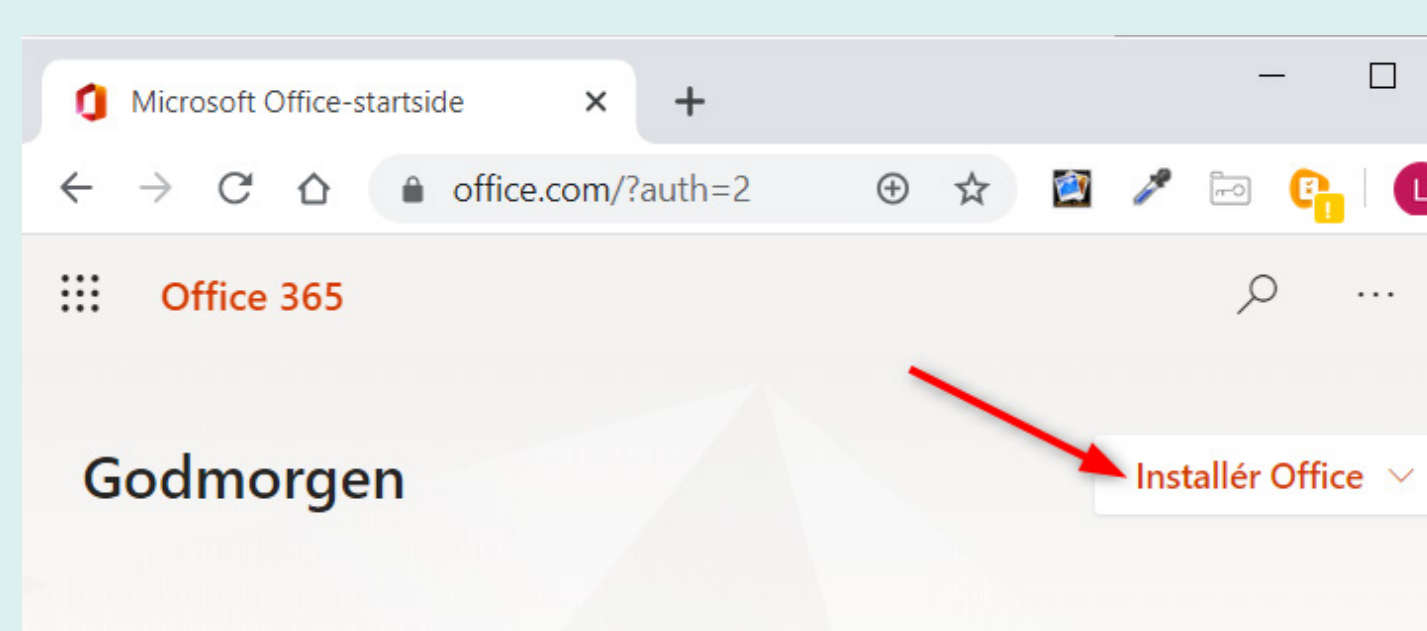 Microsoft Office-startside
office.com/?auth=2
L
Office 365
Godmorgen
Installér Office